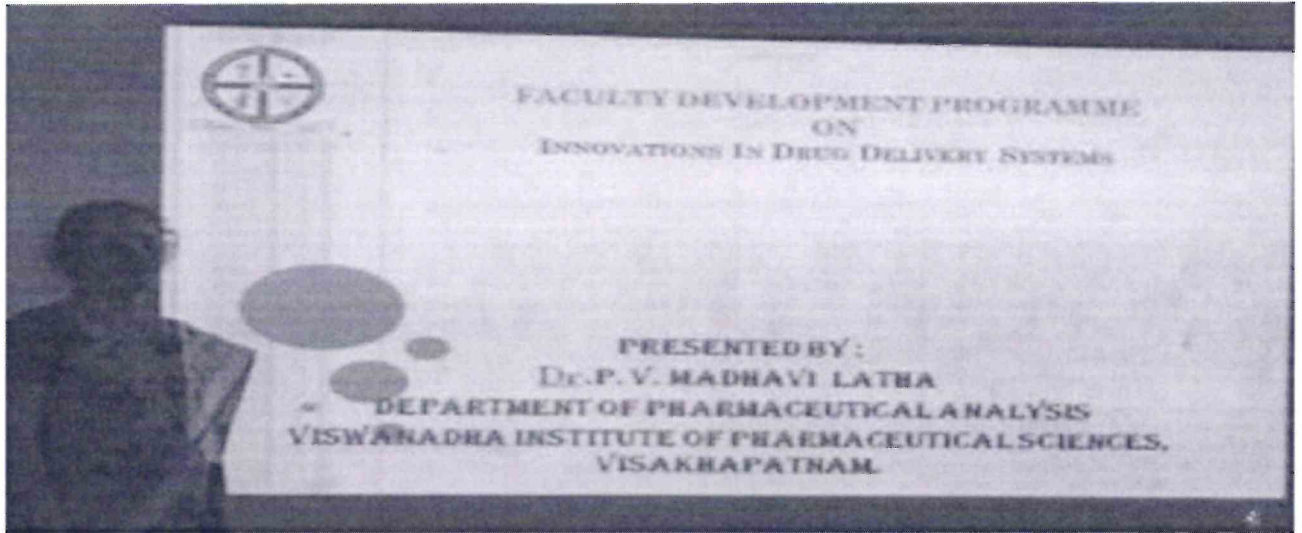 FACULTY DEVELOPMENT PROGRAMME
ON
INNOVATIONS IN DRUG DELIVERY SYSTEMS
PRESENTED BY:
Dr. P. V. MADHAVI LATHA
DEPARTMENT OF PHARMACEUTICAL ANALYSIS
VISWANADHA INSTITUTE OF PHARMACEUTICAL SCIENCES,
VISAKHAPATNAM.